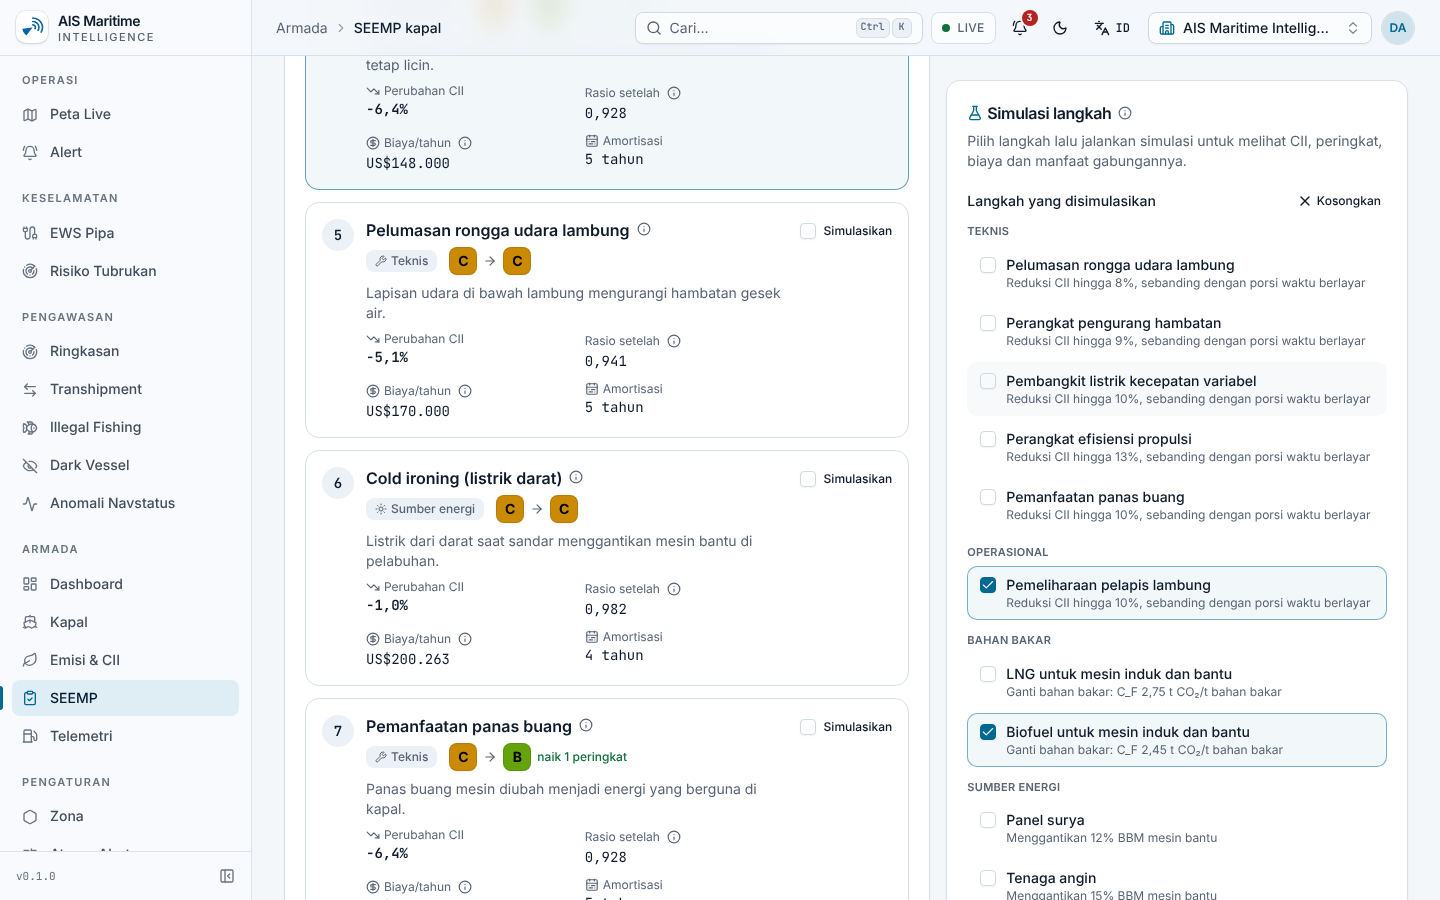 AIS Maritime
INTELLIGENCE
Armada > SEEMP kapal
Cari...
Ctrl K
LIVE
3
ID
AIS Maritime Intellig...
DA
OPERASI
Peta Live
Alert
KESELAMATAN
EWS Pipa
Risiko Tubrukan
PENGAWASAN
Ringkasan
Transhipment
Illegal Fishing
Dark Vessel
Anomali Navstatus
ARMADA
Dashboard
Kapal
Emisi & CII
SEEMP
Telemetri
PENGATURAN
Zona
v0.1.0
tetap licin.
Perubahan CII
-6,4%
Rasio setelah
0,928
Biaya/tahun
US$148.000
Amortisasi
5 tahun
5
Pelumasan rongga udara lambung
Simulasikan
Teknis
C → C
Lapisan udara di bawah lambung mengurangi hambatan gesek
air.
Perubahan CII
-5,1%
Rasio setelah
0,941
Biaya/tahun
US$170.000
Amortisasi
5 tahun
6
Cold ironing (listrik darat)
Simulasikan
Sumber energi
C → C
Listrik dari darat saat sandar menggantikan mesin bantu di
pelabuhan.
Perubahan CII
-1,0%
Rasio setelah
0,982
Biaya/tahun
US$200.263
Amortisasi
4 tahun
7
Pemanfaatan panas buang
Simulasikan
Teknis
C → B naik 1 peringkat
Panas buang mesin diubah menjadi energi yang berguna di
kapal.
Perubahan CII
-6,4%
Rasio setelah
0,928
Biaya/tahun
Amortisasi
Simulasi langkah
Pilih langkah lalu jalankan simulasi untuk melihat CII, peringkat,
biaya dan manfaat gabungannya.
Langkah yang disimulasikan
Kosongkan
TEKNIS
Pelumasan rongga udara lambung
Reduksi CII hingga 8%, sebanding dengan porsi waktu berlayar
Perangkat pengurang hambatan
Reduksi CII hingga 9%, sebanding dengan porsi waktu berlayar
Pembangkit listrik kecepatan variabel
Reduksi CII hingga 10%, sebanding dengan porsi waktu berlayar
Perangkat efisiensi propulsi
Reduksi CII hingga 13%, sebanding dengan porsi waktu berlayar
Pemanfaatan panas buang
Reduksi CII hingga 10%, sebanding dengan porsi waktu berlayar
OPERASIONAL
Pemeliharaan pelapis lambung
Reduksi CII hingga 10%, sebanding dengan porsi waktu berlayar
BAHAN BAKAR
LNG untuk mesin induk dan bantu
Ganti bahan bakar: C_F 2,75 t CO₂/t bahan bakar
Biofuel untuk mesin induk dan bantu
Ganti bahan bakar: C_F 2,45 t CO₂/t bahan bakar
SUMBER ENERGI
Panel surya
Menggantikan 12% BBM mesin bantu
Tenaga angin
Menggantikan 15% BBM mesin bantu